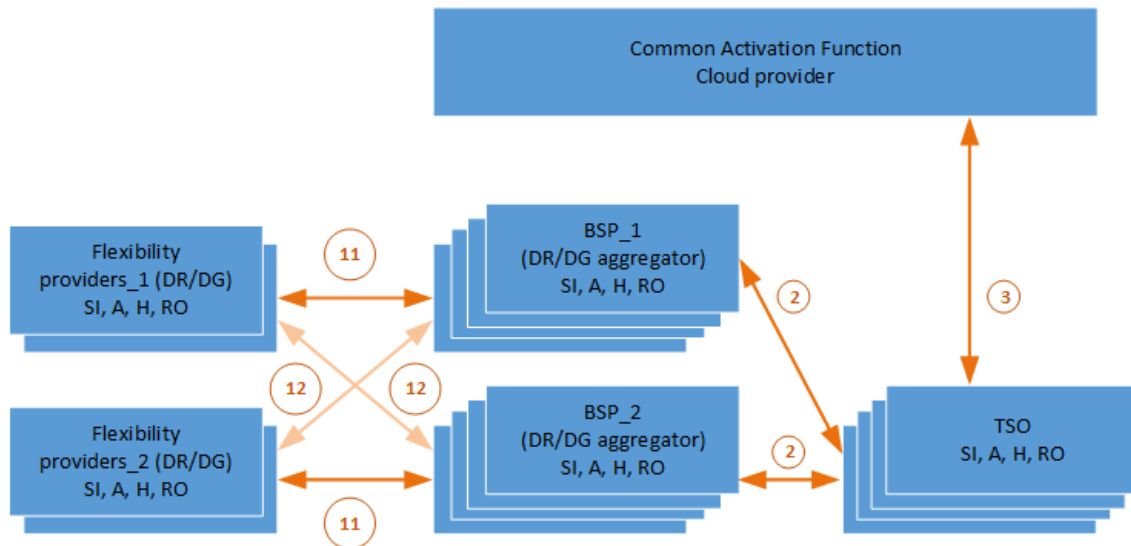 Common Activation Function
Cloud provider
BSP_1
(DR/DG aggregator)
SI, A, H, RO
Flexibility
providers_1 (DR/DG)
SI, A, H, RO
11
2
3
12
12
BSP_2
(DR/DG aggregator)
SI, A, H, RO
TSO
SI, A, H, RO
Flexibility
providers_2 (DR/DG)
SI, A, H, RO
2
11